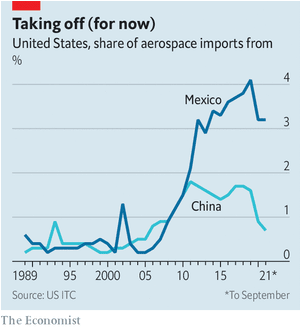 Taking off (for now)
United States, share of aerospace imports from
%
4
Mexico
3
2
China
1
0
1989 95 2000 05 10 15 21*
Source: US ITC
*To September
The Economist